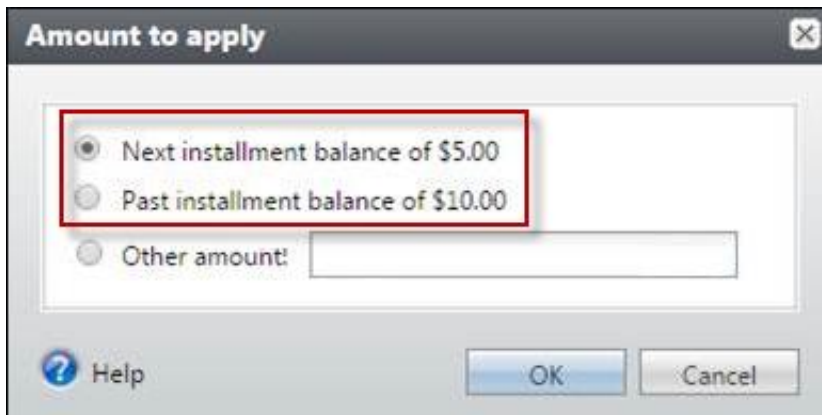 Amount to apply
Next installment balance of $5.00
Past installment balance of $10.00
Other amount!
Help
OK
Cancel